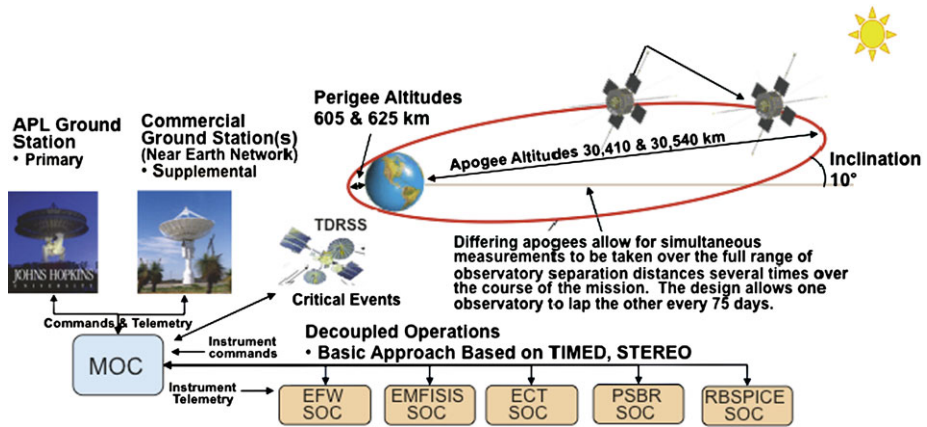 APL Ground
Station
• Primary
Commercial
Ground Station(s)
(Near Earth Network)
• Supplemental
Perigee Altitudes
605 & 625 km
Apogee Altitudes 30,410 & 30,540 km
Inclination
10°
JOHNS HOPKINS
UNIVERSITY
TDRSS
Critical Events
Differing apogees allow for simultaneous
measurements to be taken over the full range of
observatory separation distances several times over
the course of the mission. The design allows one
observatory to lap the other every 75 days.
Commands & Telemetry
MOC
Instrument
commands
Decoupled Operations
• Basic Approach Based on TIMED, STEREO
Instrument
Telemetry
EFW
SOC
EMFISIS
SOC
ECT
SOC
PSBR
SOC
RBSPICE
SOC